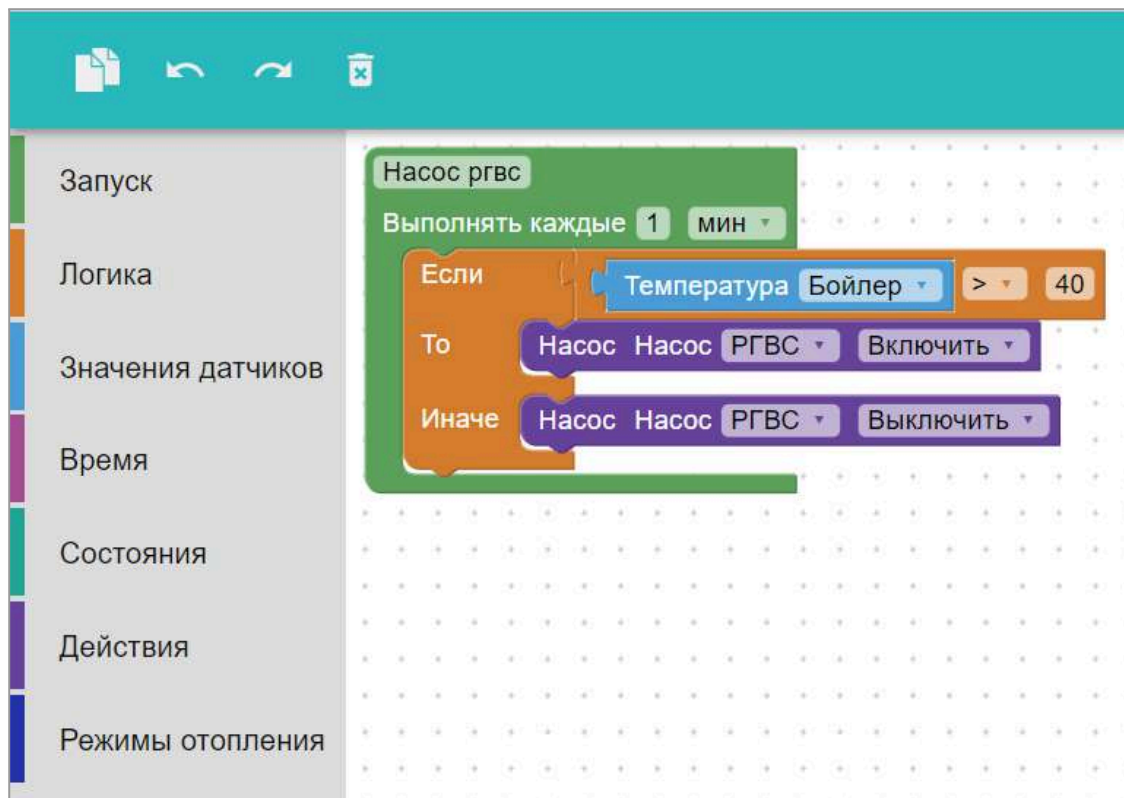 Запуск
Логика
Значения датчиков
Время
Состояния
Действия
Режимы отопления
Насос ргвс
Выполнять каждые 1 мин
Если Температура Бойлер > 40
То Насос Насос РГВС Включить
Иначе Насос Насос РГВС Выключить